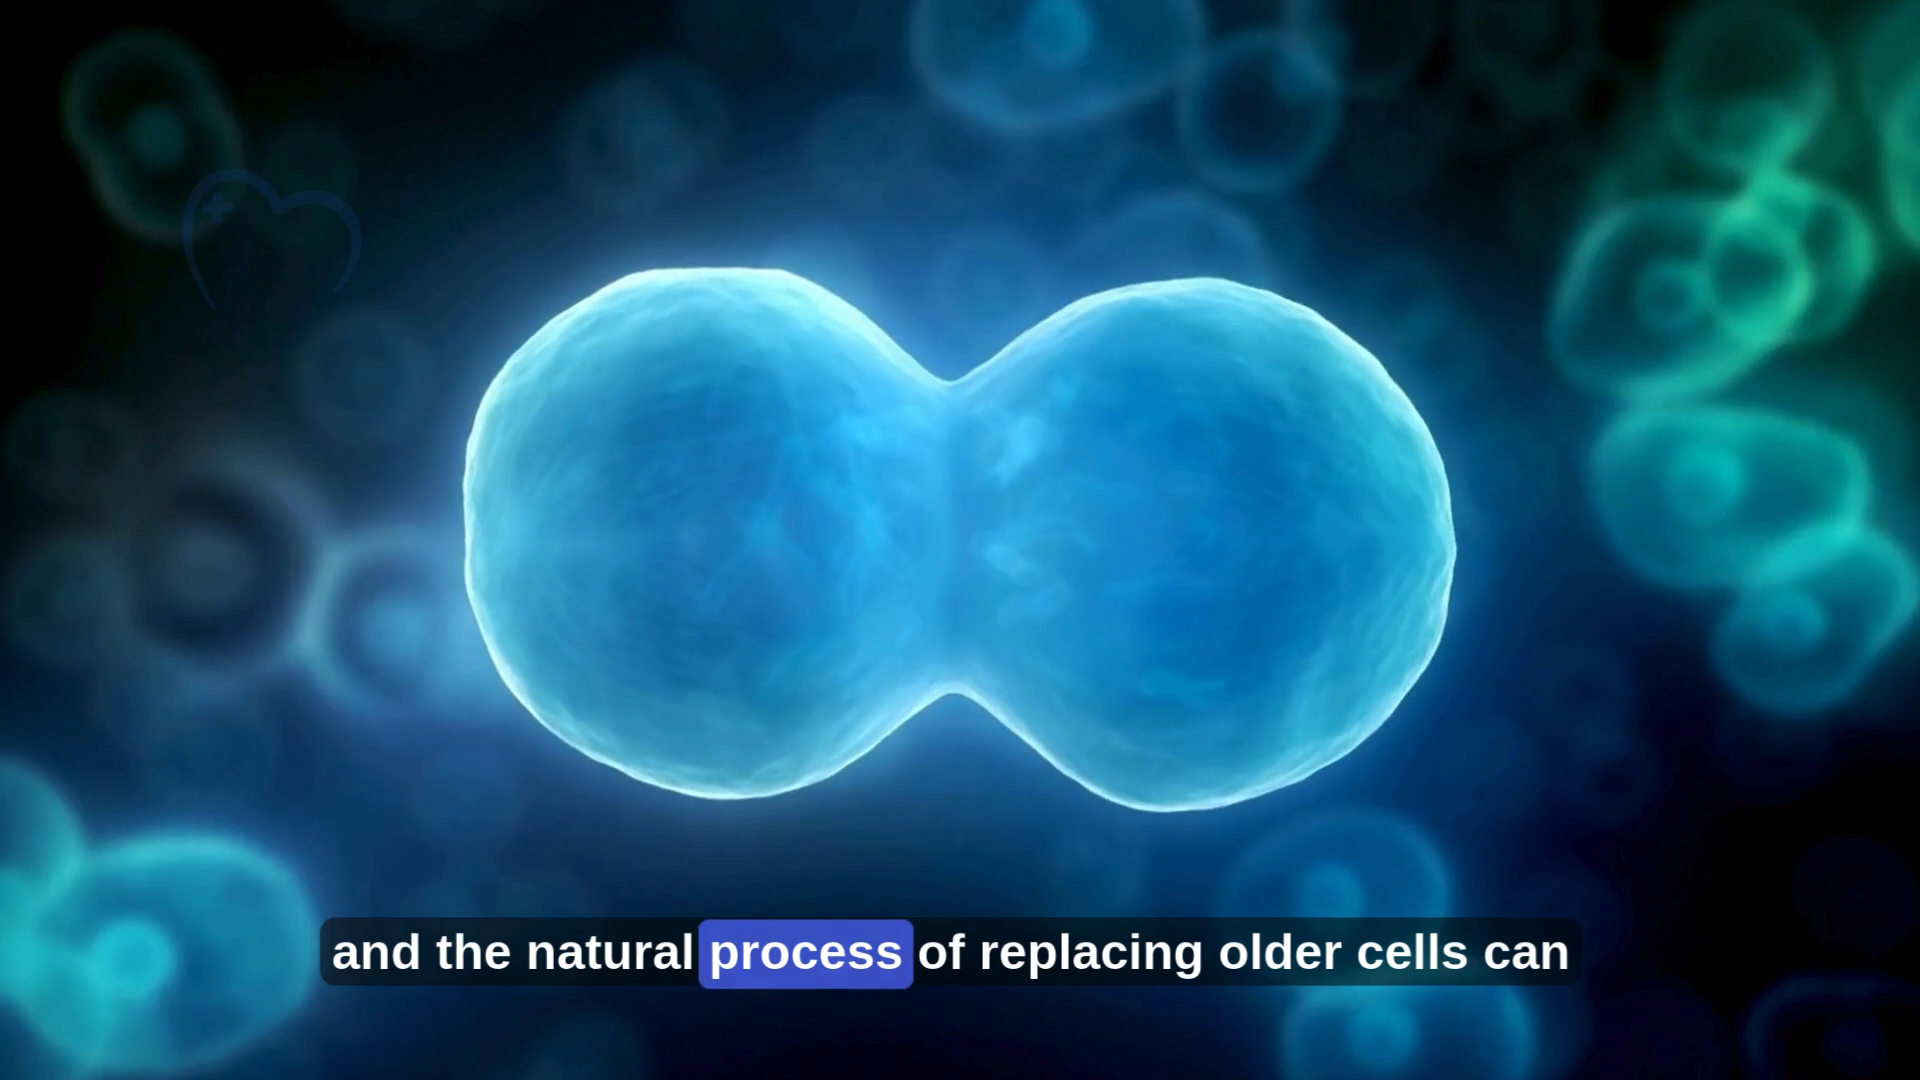 and the natural process of replacing older cells can